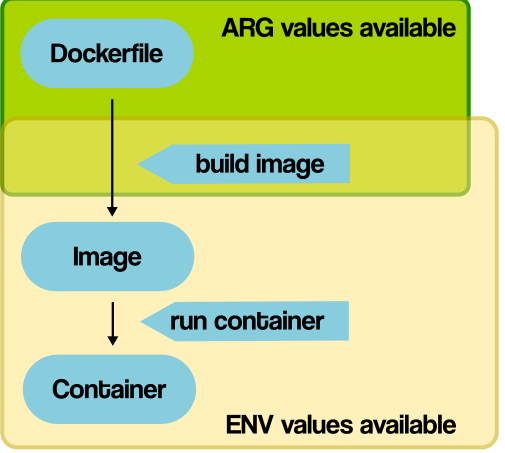 ARG values available
Dockerfile
build image
Image
run container
Container
ENV values available